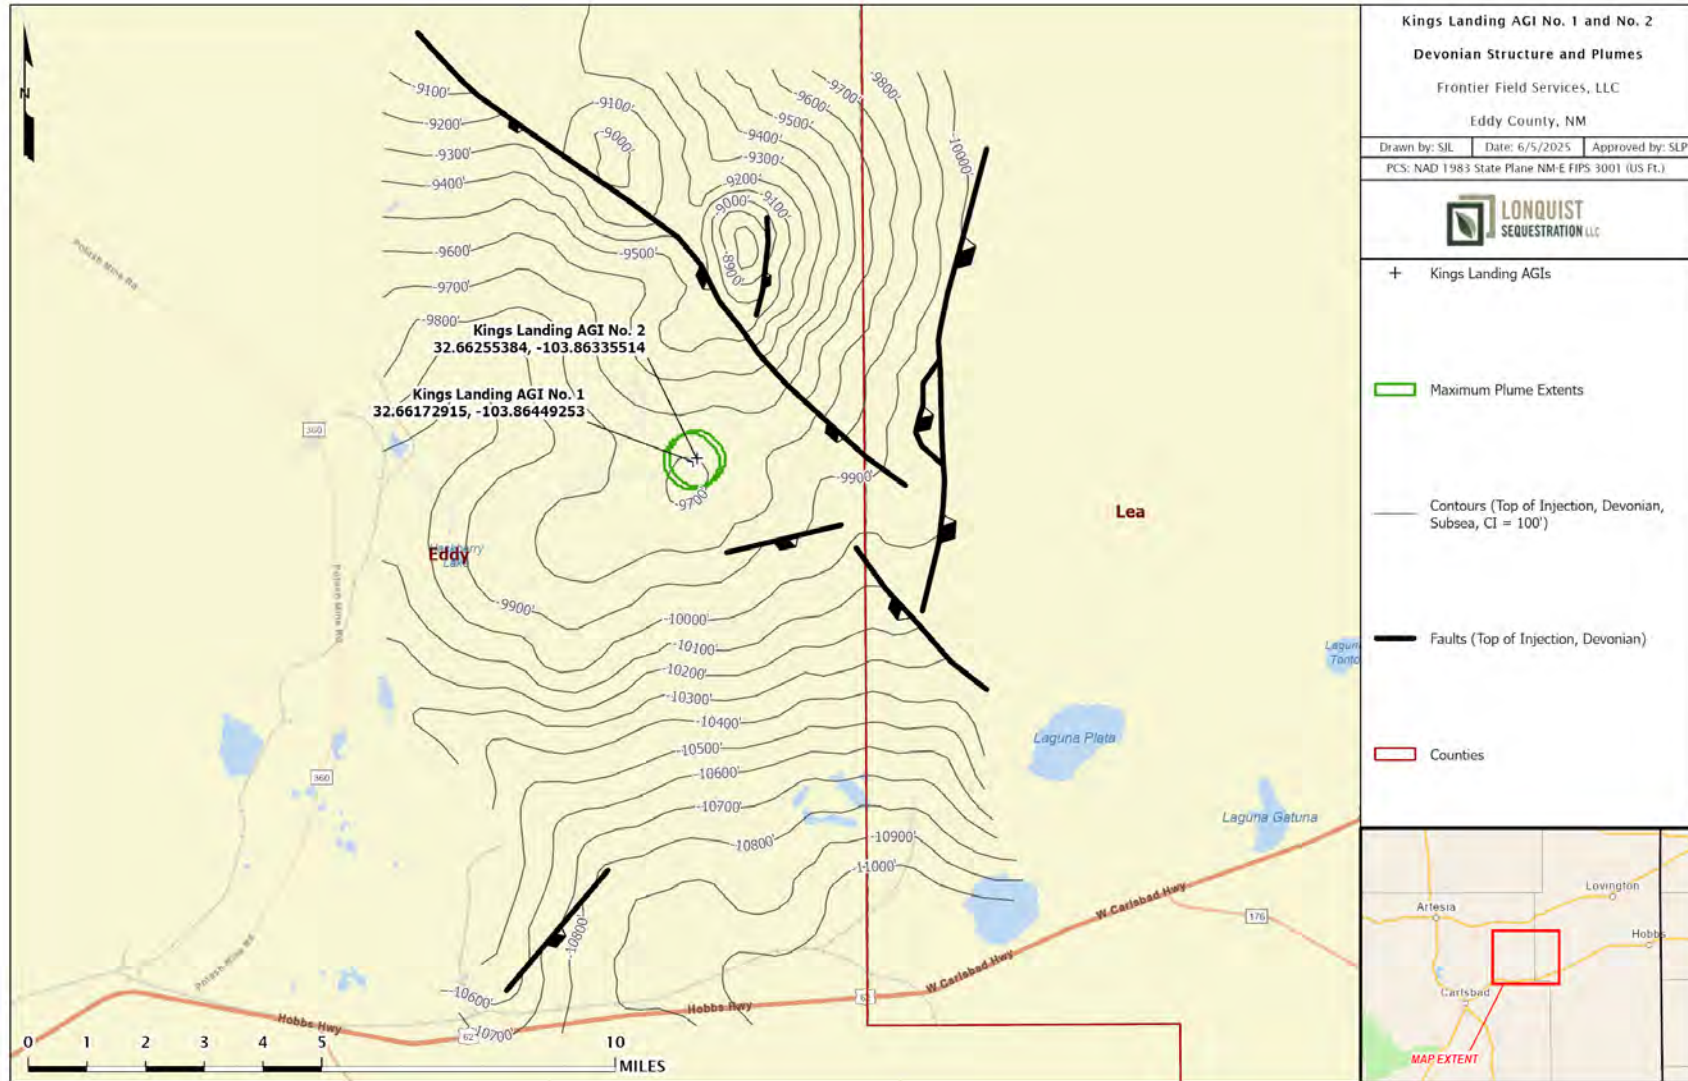 Kings Landing AGI No. 1 and No. 2
Devonian Structure and Plumes
Frontier Field Services, LLC
Eddy County, NM
Drawn by: SJL
Date: 6/5/2025
Approved by: SLP
PCS: NAD 1983 State Plane NM-E FIPS 3001 (US Ft.)
LONQUIST
SEQUESTRATION LLC
Kings Landing AGIs
Maximum Plume Extents
Contours (Top of Injection, Devonian,
Subsea, CI = 100')
Faults (Top of Injection, Devonian)
Counties
Artesia
Lovington
Hobbs
Carlsbad
MAP EXTENT
N
-9100'
-9200'
-9300'
-9400'
-9600'
-9700'
-9800'
-9100'
-9000'
-9500'
-9800'
-9700'
-9600'
-9500'
-9400'
-9300'
-9200'
-9100'
-9000'
-8900'
-10000'
Potash Mine Rd
Kings Landing AGI No. 2
32.66255384, -103.86335514
Kings Landing AGI No. 1
32.66172915, -103.86449253
360
-9700'
-9900'
Lea
Eddy
Hackberry
Lake
Potash Mine Rd
-9900'
-10000'
-10100'
-10200'
-10300'
-10400'
-10500'
-10600'
-10700'
-10800'
-10900'
-11000'
Laguna Plata
Laguna Gatuna
360
W Carlsbad Hwy
176
W Carlsbad Hwy
-10800'
Potash Mine Rd
-10600'
-10700'
Hobbs Hwy
Hobbs Hwy
62
62
0 1 2 3 4 5 10
MILES